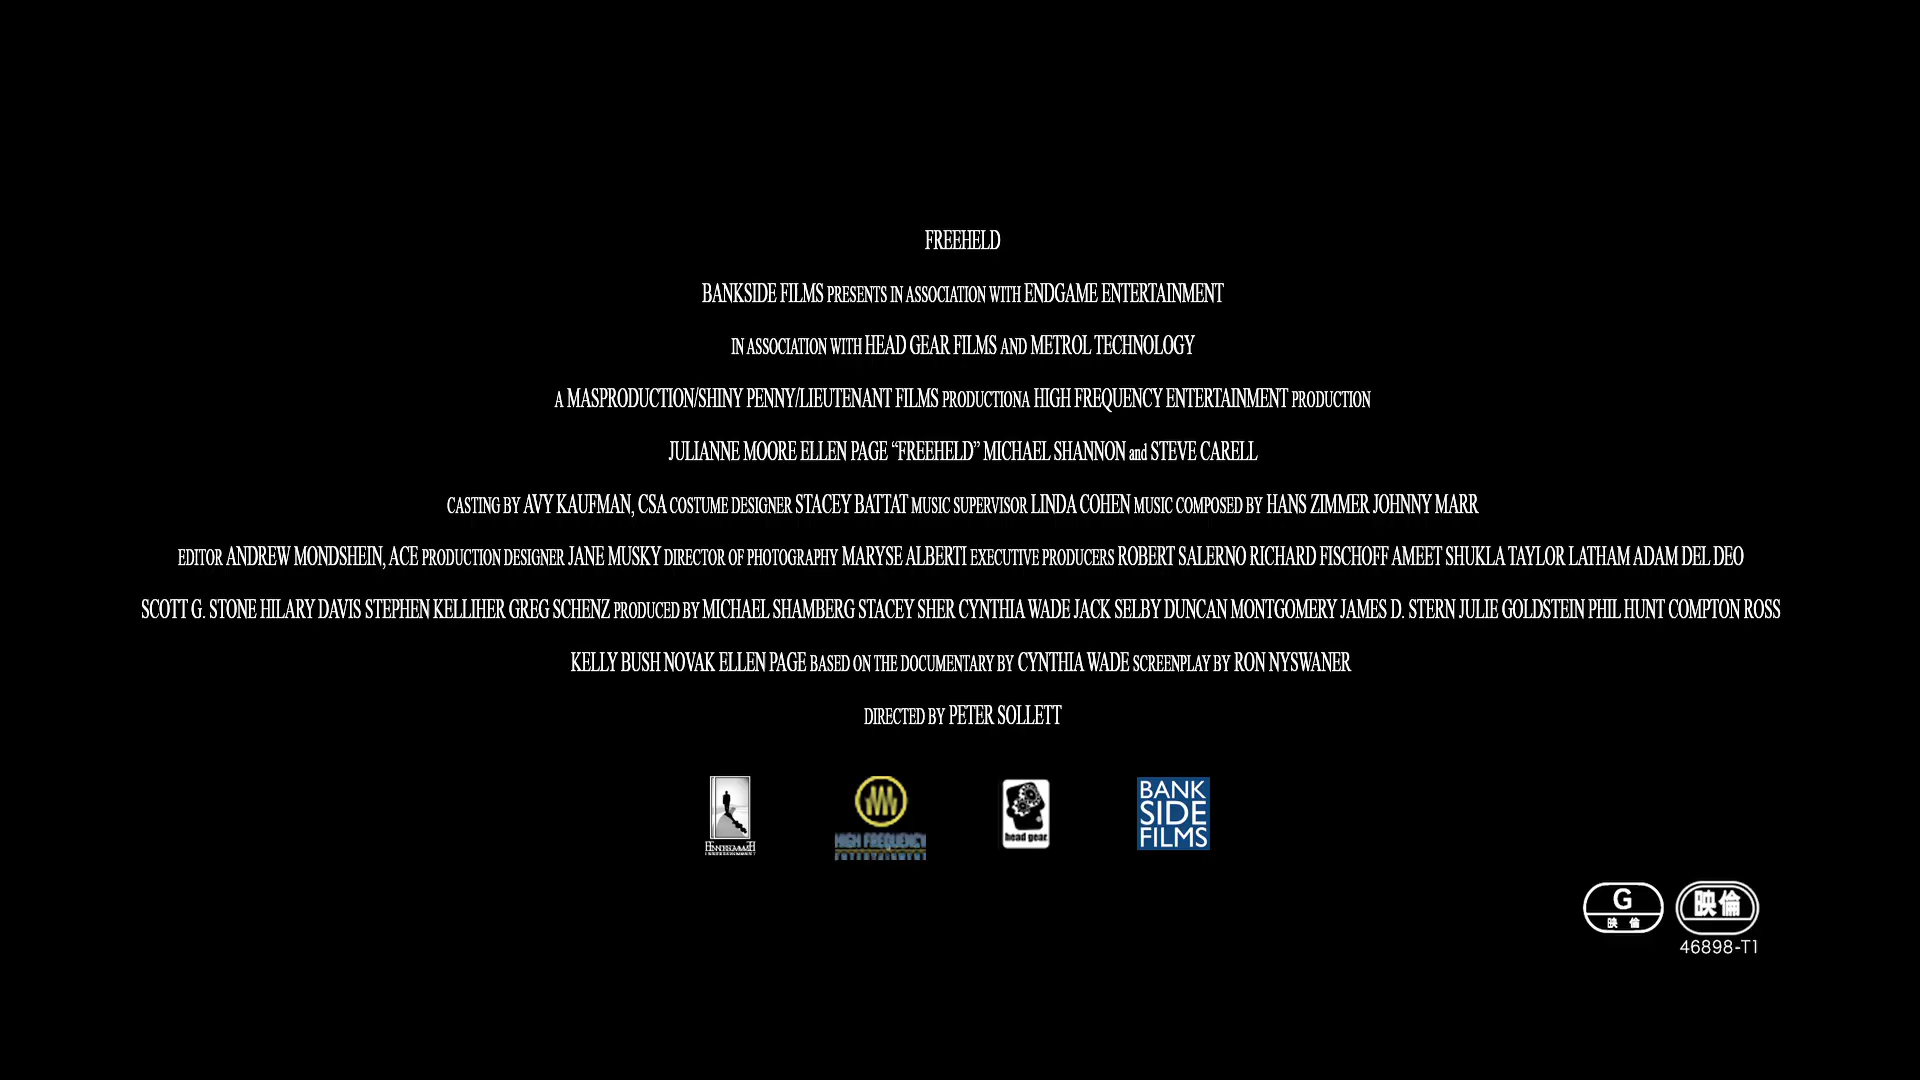 FREEHELD
BANKSIDE FILMS PRESENTS IN ASSOCIATION WITH ENDGAME ENTERTAINMENT
IN ASSOCIATION WITH HEAD GEAR FILMS AND METROL TECHNOLOGY
A MASPRODUCTION/SHINY PENNY/LIEUTENANT FILMS PRODUCTIONA HIGH FREQUENCY ENTERTAINMENT PRODUCTION
JULIANNE MOORE ELLEN PAGE “FREEHELD” MICHAEL SHANNON and STEVE CARELL
CASTING BY AVY KAUFMAN, CSA COSTUME DESIGNER STACEY BATTAT MUSIC SUPERVISOR LINDA COHEN MUSIC COMPOSED BY HANS ZIMMER JOHNNY MARR
EDITOR ANDREW MONDSHEIN, ACE PRODUCTION DESIGNER JANE MUSKY DIRECTOR OF PHOTOGRAPHY MARYSE ALBERTI EXECUTIVE PRODUCERS ROBERT SALERNO RICHARD FISCHOFF AMEET SHUKLA TAYLOR LATHAM ADAM DEL DEO
SCOTT G. STONE HILARY DAVIS STEPHEN KELLIHER GREG SCHENZ PRODUCED BY MICHAEL SHAMBERG STACEY SHER CYNTHIA WADE JACK SELBY DUNCAN MONTGOMERY JAMES D. STERN JULIE GOLDSTEIN PHIL HUNT COMPTON ROSS
KELLY BUSH NOVAK ELLEN PAGE BASED ON THE DOCUMENTARY BY CYNTHIA WADE SCREENPLAY BY RON NYSWANER
DIRECTED BY PETER SOLLETT
ENDGAME
HIGH FREQUENCY
ENTERTAINMENT
head gear
BANK
SIDE
FILMS
G
映倫
映倫
46898-T1